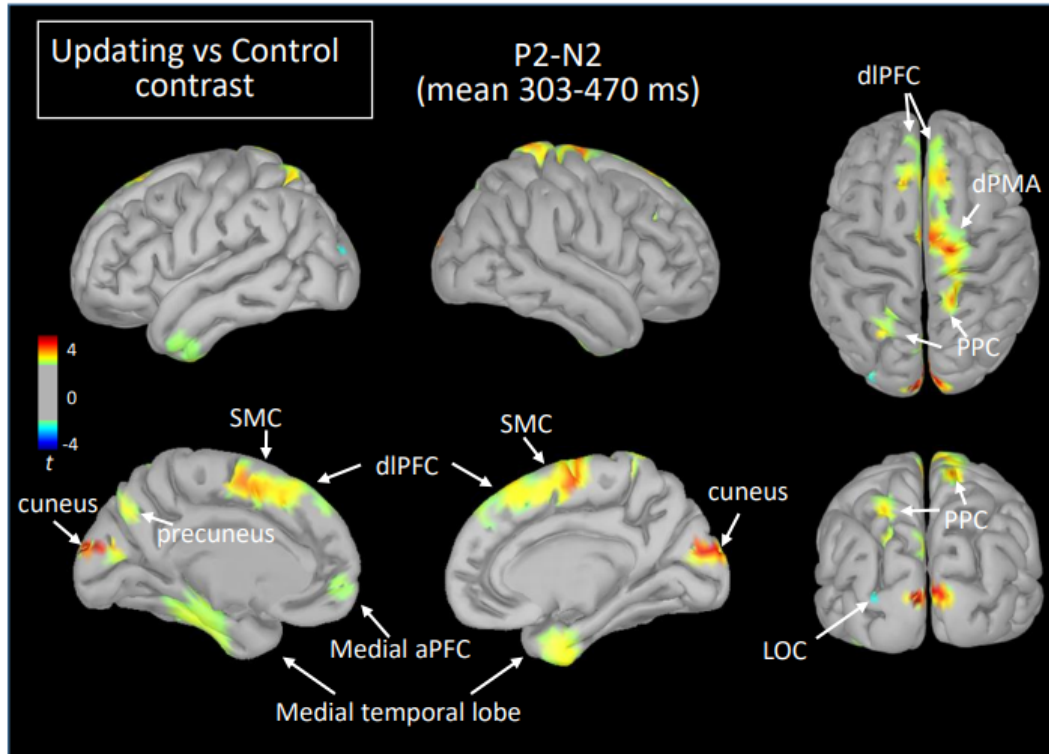 Updating vs Control
contrast
P2-N2
(mean 303-470 ms)
dlPFC
dPMA
PPC
4
0
-4
t
SMC
SMC
dlPFC
cuneus
cuneus
precuneus
PPC
Medial aPFC
LOC
Medial temporal lobe